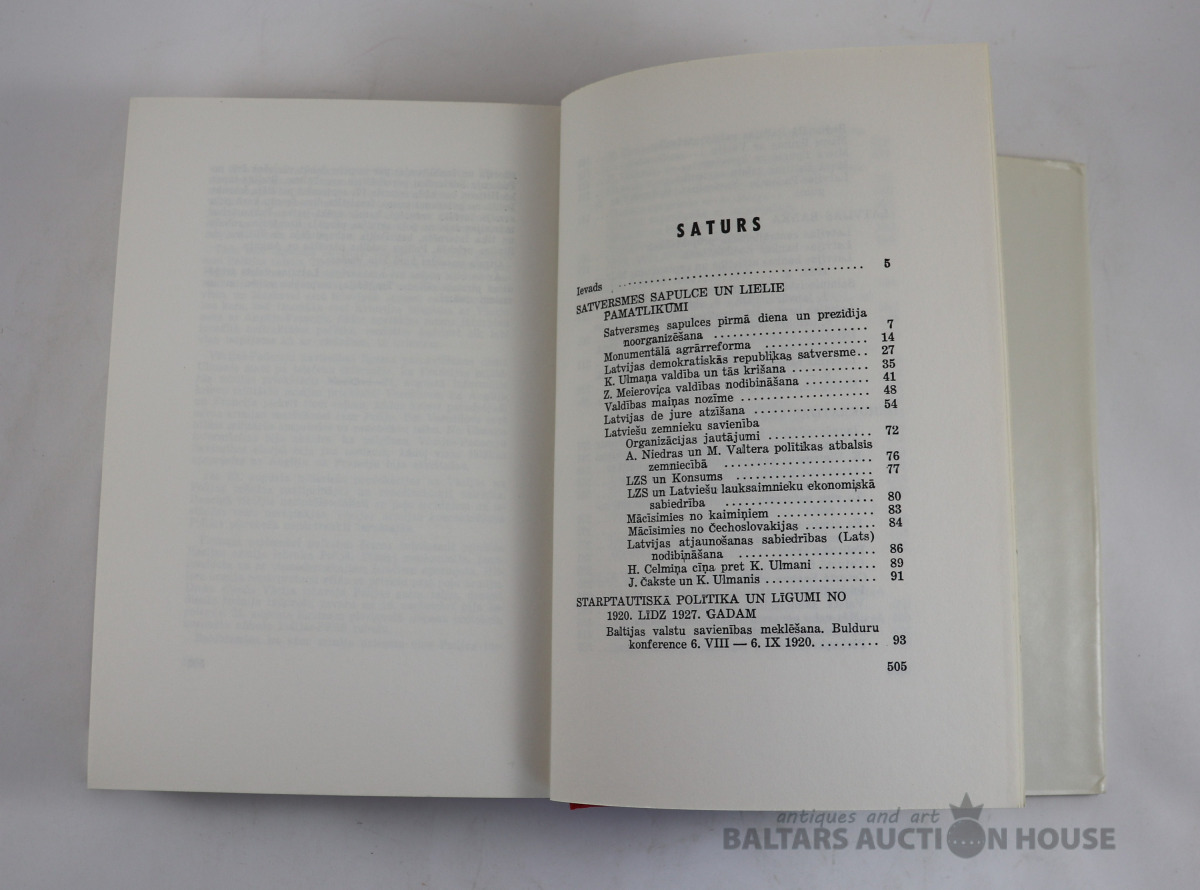 SATURS
Ievads . . . . . . . . . . . . . . . . . . . . . . . . . . . . . . . . . . . . . . 5
SATVERSMES SAPULCE UN LIELIE
PAMATLIKUMI
Satversmes sapulces pirmā diena un prezidija
noorganizēšana . . . . . . . . . . . . . . . . . . . . . . . 7
Monumentālā agrārreforma . . . . . . . . . . . . . . . 14
Latvijas demokratiskās republikas satversme . . 27
K. Ulmaņa valdība un tās krišana . . . . . . . . . . . . 35
Z. Meierovica valdības nodibināšana . . . . . . . . . . 41
Valdības maiņas nozīme . . . . . . . . . . . . . . . . . . . 48
Latvijas de jure atzīšana . . . . . . . . . . . . . . . . . 54
Latviešu zemnieku savienība
Organizācijas jautājumi . . . . . . . . . . . . . . . . 72
A. Niedras un M. Valtera polītikas atbalsis
zemniecībā . . . . . . . . . . . . . . . . . . . . . . . 76
LZS un Konsums . . . . . . . . . . . . . . . . . . . . . 77
LZS un Latviešu lauksaimnieku ekonomiskā
sabiedrība . . . . . . . . . . . . . . . . . . . . . . . 80
Mācīsimies no kaimiņiem . . . . . . . . . . . . . . . 83
Mācīsimies no Čechoslovakijas . . . . . . . . . . . 84
Latvijas atjaunošanas sabiedrības (Lats)
nodibināšana . . . . . . . . . . . . . . . . . . . . . 86
H. Celmiņa cīņa pret K. Ulmani . . . . . . . . . 89
J. Čakste un K. Ulmanis . . . . . . . . . . . . . . . . . 91
STARPTAUTISKĀ POLĪTIKA UN LĪGUMI NO
1920. LĪDZ 1927. GADAM
Baltijas valstu savienības meklēšana. Bulduru
konference 6. VIII — 6. IX 1920. . . . . . . . . . 93
505
antiques and art
BALTARS AUCTION HOUSE